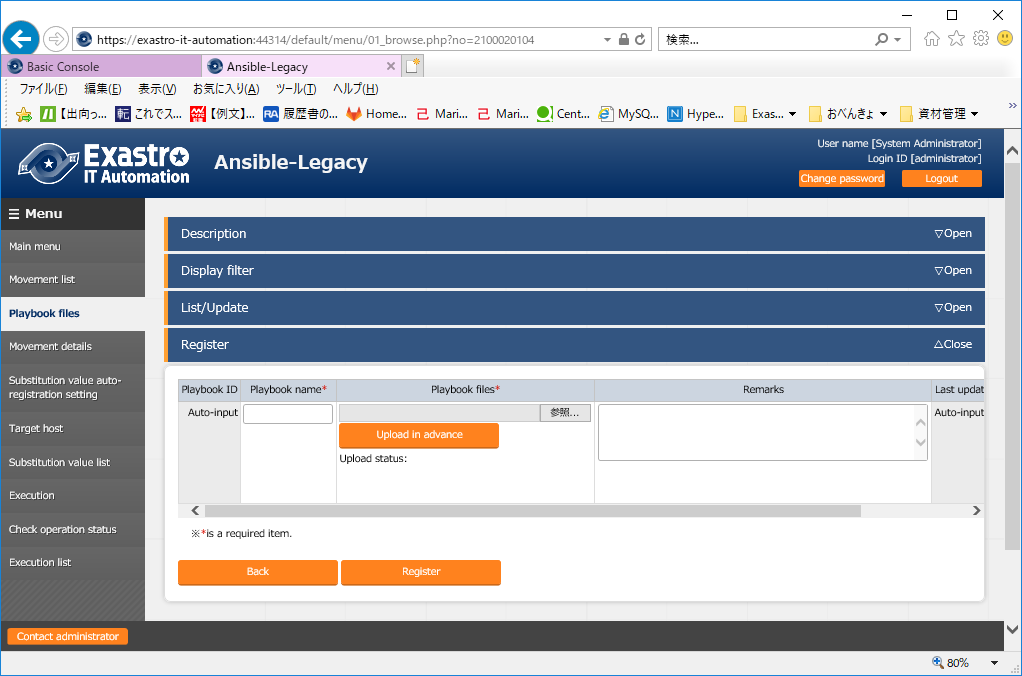 https://exastro-it-automation:44314/default/menu/01_browse.php?no=2100020104
検索...
Basic Console
Ansible-Legacy
ファイル(F) 編集(E) 表示(V) お気に入り(A) ツール(T) ヘルプ(H)
【出向っ... これでス... 【例文】... 履歴書の... Home... Mari... Mari... Cent... MySQ... Hype... Exas... おべんきょ 資材管理
Exastro
IT Automation
Ansible-Legacy
User name [System Administrator]
Login ID [administrator]
Change password
Logout
Menu
Main menu
Movement list
Playbook files
Movement details
Substitution value auto-
registration setting
Target host
Substitution value list
Execution
Check operation status
Execution list
Description ▽Open
Display filter ▽Open
List/Update ▽Open
Register △Close
Playbook ID Playbook name* Playbook files* Remarks Last updat
Auto-input 参照... Auto-input
Upload in advance
Upload status:
※*is a required item.
Back
Register
Contact administrator
80%